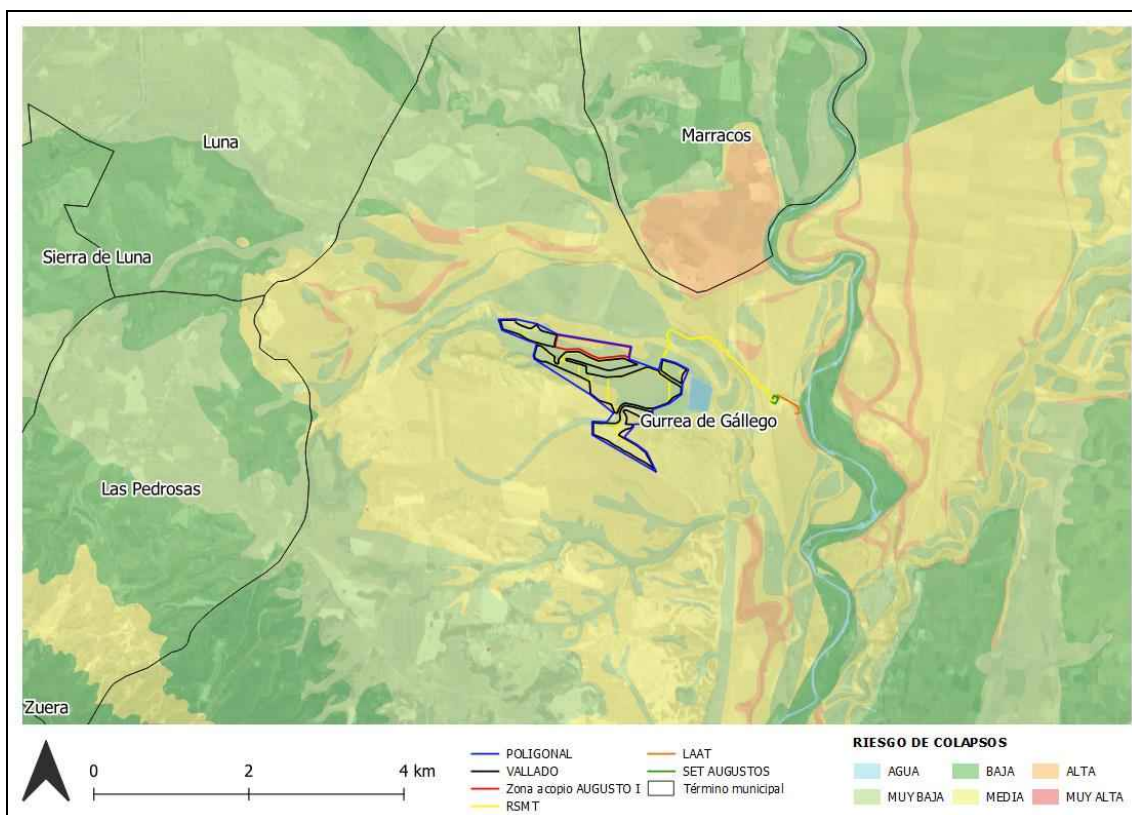 Luna
Marracos
Sierra de Luna
Gurrea de Gállego
Las Pedrosas
Zuera
0 2 4 km
POLIGONAL
VALLADO
Zona acopio AUGUSTO I
RSMT
LAAT
SET AUGUSTOS
Término municipal
RIESGO DE COLAPSOS
AGUA
MUY BAJA
BAJA
MEDIA
ALTA
MUY ALTA